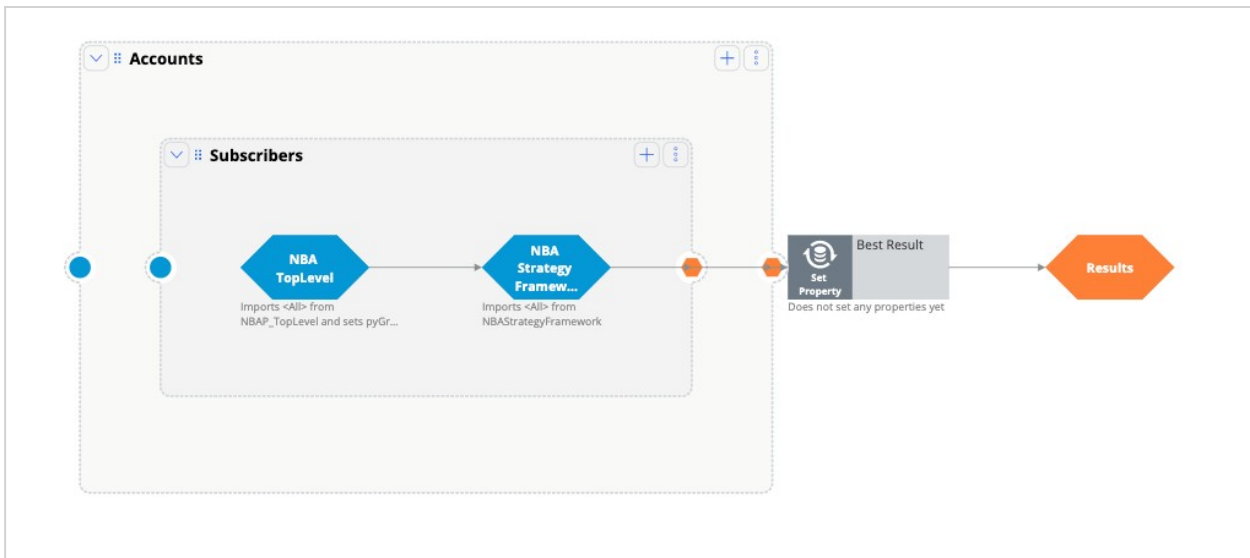 Accounts
Subscribers
NBA
TopLevel
Imports <All> from
NBAP_TopLevel and sets pyGr...
NBA
Strategy
Framew...
Imports <All> from
NBAStrategyFramework
Set
Property
Best Result
Does not set any properties yet
Results